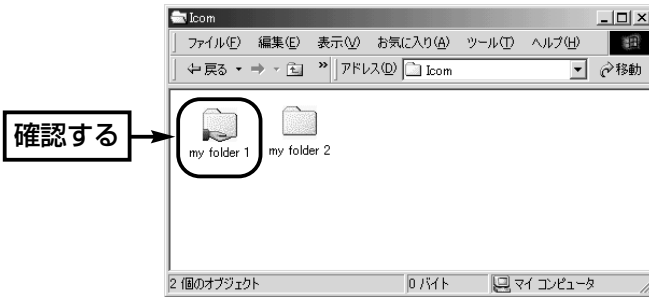 Icom
ファイル(F) 編集(E) 表示(V) お気に入り(A) ツール(T) ヘルプ(H)
戻る » アドレス(D) Icom 移動
確認する
my folder 1 my folder 2
2 個のオブジェクト 0 バイト マイ コンピュータ